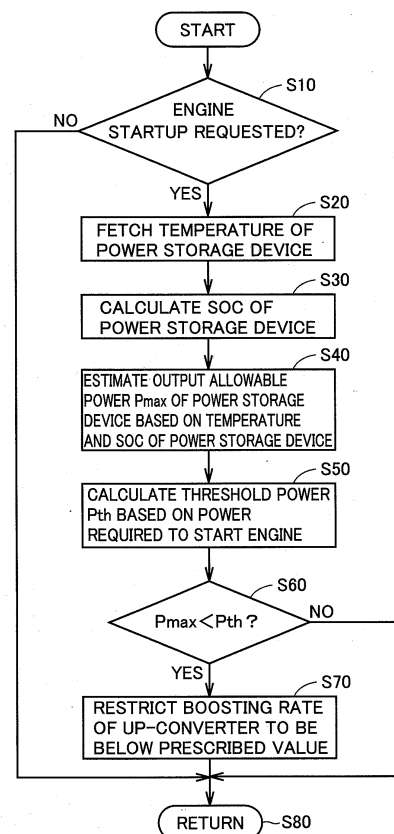 START
S10
ENGINE
STARTUP REQUESTED?
NO
YES
S20
FETCH TEMPERATURE OF
POWER STORAGE DEVICE
S30
CALCULATE SOC OF
POWER STORAGE DEVICE
S40
ESTIMATE OUTPUT ALLOWABLE
POWER Pmax OF POWER STORAGE
DEVICE BASED ON TEMPERATURE
AND SOC OF POWER STORAGE DEVICE
S50
CALCULATE THRESHOLD POWER
Pth BASED ON POWER
REQUIRED TO START ENGINE
S60
Pmax<Pth?
NO
YES
S70
RESTRICT BOOSTING RATE
OF UP-CONVERTER TO BE
BELOW PRESCRIBED VALUE
RETURN
S80